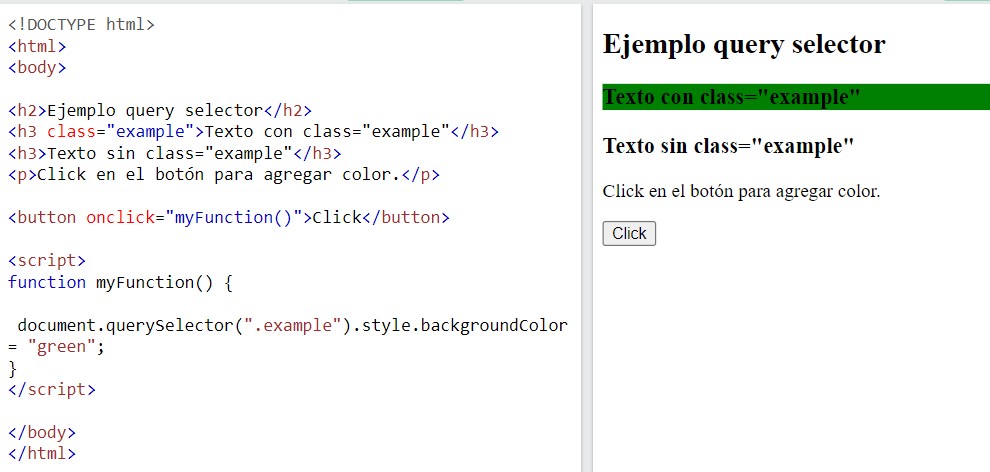 <!DOCTYPE html>
<html>
<body>
<h2>Ejemplo query selector</h2>
<h3 class="example">Texto con class="example"</h3>
<h3>Texto sin class="example"</h3>
<p>Click en el botón para agregar color.</p>
<button onclick="myFunction()">Click</button>
<script>
function myFunction() {
document.querySelector(".example").style.backgroundColor
= "green";
}
</script>
</body>
</html>
Ejemplo query selector
Texto con class="example"
Texto sin class="example"
Click en el botón para agregar color.
Click